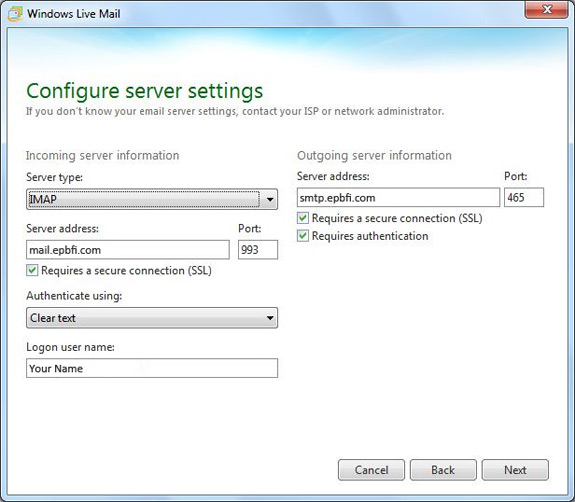 Windows Live Mail
Configure server settings
If you don't know your email server settings, contact your ISP or network administrator.
Incoming server information
Server type:
IMAP
Server address: Port:
mail.epbfi.com 993
Requires a secure connection (SSL)
Authenticate using:
Clear text
Logon user name:
Your Name
Outgoing server information
Server address: Port:
smtp.epbfi.com 465
Requires a secure connection (SSL)
Requires authentication
Cancel Back Next